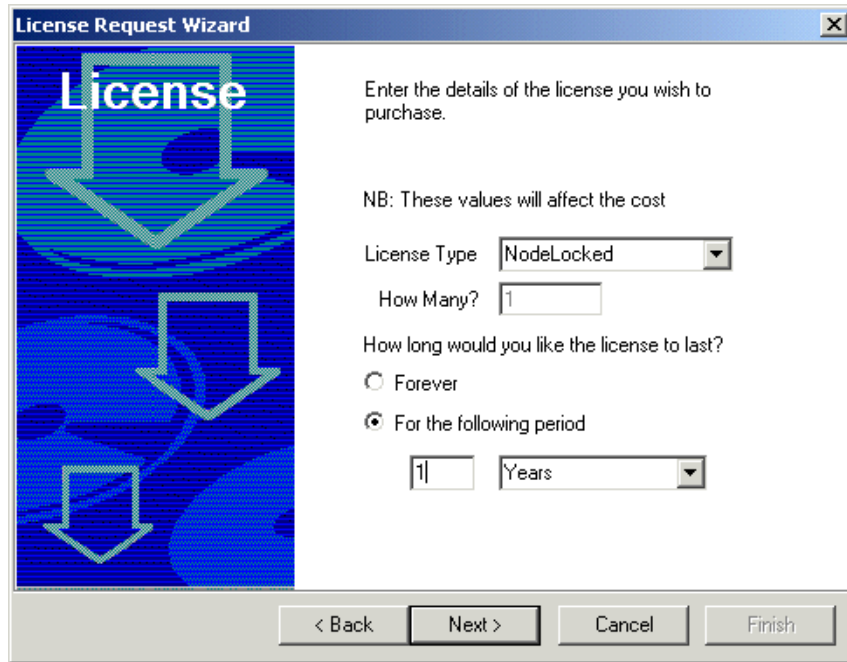 License Request Wizard
License
Enter the details of the license you wish to
purchase.
NB: These values will affect the cost
License Type NodeLocked
How Many? 1
How long would you like the license to last?
Forever
For the following period
1 Years
< Back Next > Cancel Finish